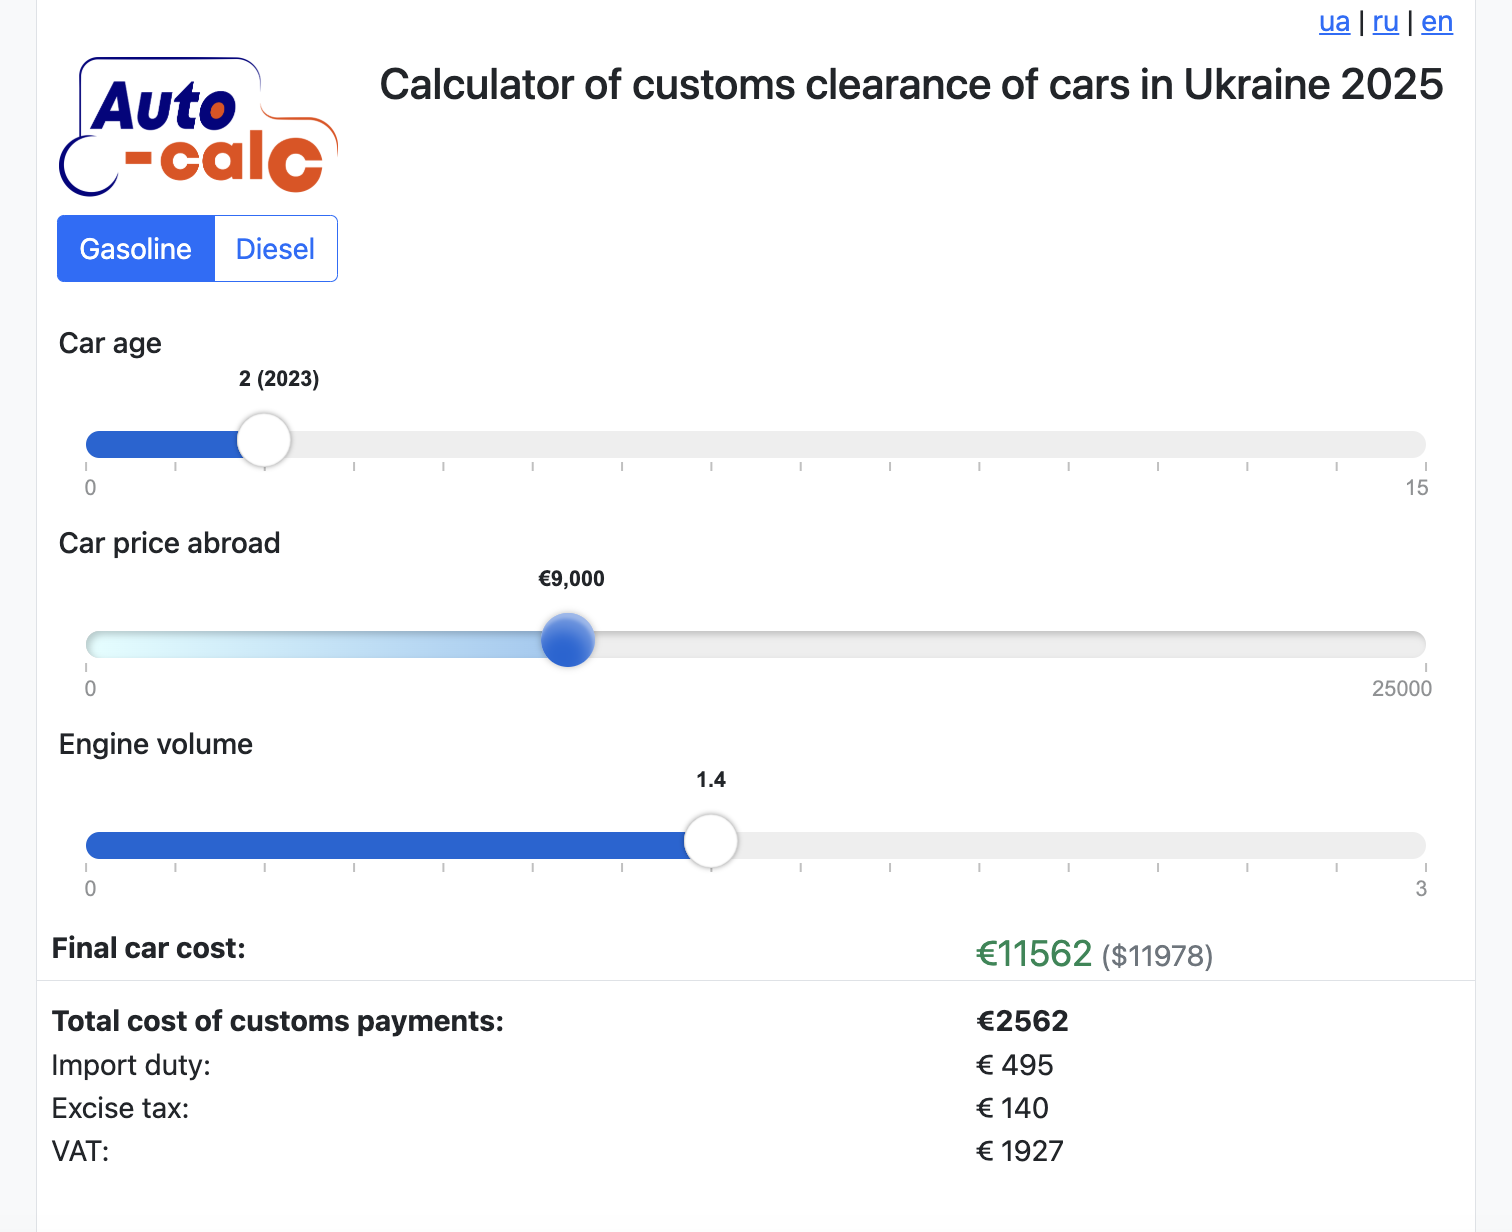 ua | ru | en
Auto
-calc
Calculator of customs clearance of cars in Ukraine 2025
Gasoline Diesel
Car age
2 (2023)
0 15
Car price abroad
€9,000
0 25000
Engine volume
1.4
0 3
Final car cost: €11562 ($11978)
Total cost of customs payments: €2562
Import duty: € 495
Excise tax: € 140
VAT: € 1927